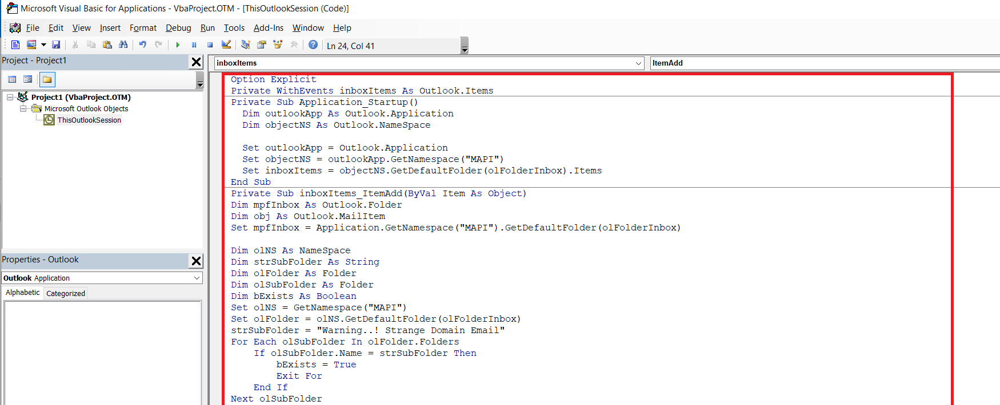 Microsoft Visual Basic for Applications - VbaProject.OTM - [ThisOutlookSession (Code)]
File Edit View Insert Format Debug Run Tools Add-Ins Window Help
Ln 24, Col 41
Project - Project1
Project1 (VbaProject.OTM)
Microsoft Outlook Objects
ThisOutlookSession
Properties - Outlook
Outlook Application
Alphabetic Categorized
inboxItems
ItemAdd
Option Explicit
Private WithEvents inboxItems As Outlook.Items
Private Sub Application_Startup()
  Dim outlookApp As Outlook.Application
  Dim objectNS As Outlook.NameSpace
  Set outlookApp = Outlook.Application
  Set objectNS = outlookApp.GetNamespace("MAPI")
  Set inboxItems = objectNS.GetDefaultFolder(olFolderInbox).Items
End Sub
Private Sub inboxItems_ItemAdd(ByVal Item As Object)
Dim mpfInbox As Outlook.Folder
Dim obj As Outlook.MailItem
Set mpfInbox = Application.GetNamespace("MAPI").GetDefaultFolder(olFolderInbox)
Dim olNS As NameSpace
Dim strSubFolder As String
Dim olFolder As Folder
Dim olSubFolder As Folder
Dim bExists As Boolean
Set olNS = GetNamespace("MAPI")
Set olFolder = olNS.GetDefaultFolder(olFolderInbox)
strSubFolder = "Warning..! Strange Domain Email"
For Each olSubFolder In olFolder.Folders
    If olSubFolder.Name = strSubFolder Then
        bExists = True
        Exit For
    End If
Next olSubFolder